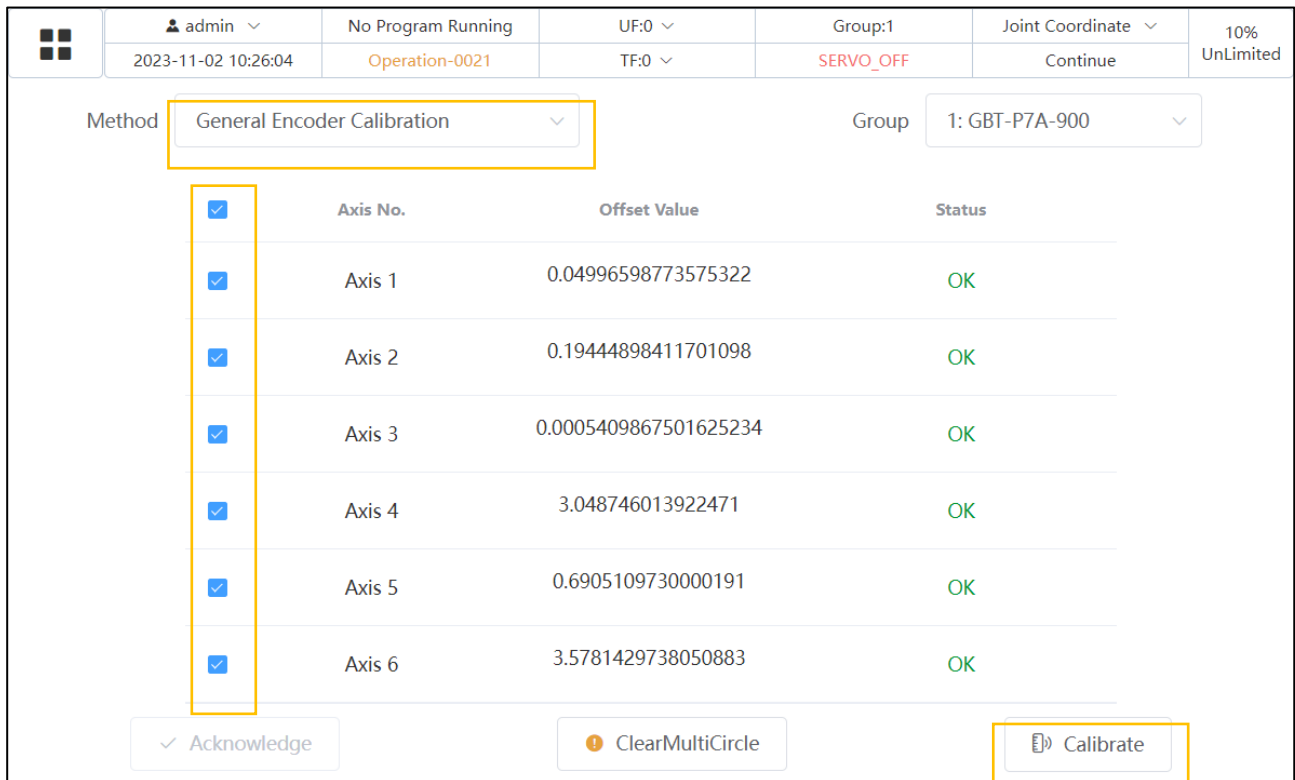 admin No Program Running UF:0 Group:1 Joint Coordinate 10%
2023-11-02 10:26:04 Operation-0021 TF:0 SERVO_OFF Continue UnLimited
Method General Encoder Calibration Group 1: GBT-P7A-900
Axis No. Offset Value Status
Axis 1 0.04996598773575322 OK
Axis 2 0.19444898411701098 OK
Axis 3 0.0005409867501625234 OK
Axis 4 3.048746013922471 OK
Axis 5 0.6905109730000191 OK
Axis 6 3.5781429738050883 OK
Acknowledge ClearMultiCircle Calibrate